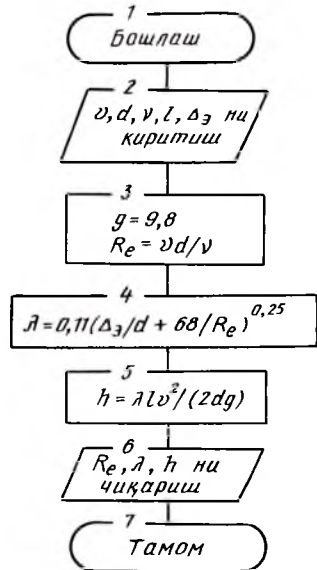 1
Бошлаш
2
υ, d, ν, l, Δэ ни
киритиш
3
g = 9,8
Re = υd/ν
4
λ = 0,11(Δэ/d + 68/Re)^0,25
5
h = λlυ²/(2dg)
6
Re, λ, h ни
чиқариш
7
Тамом